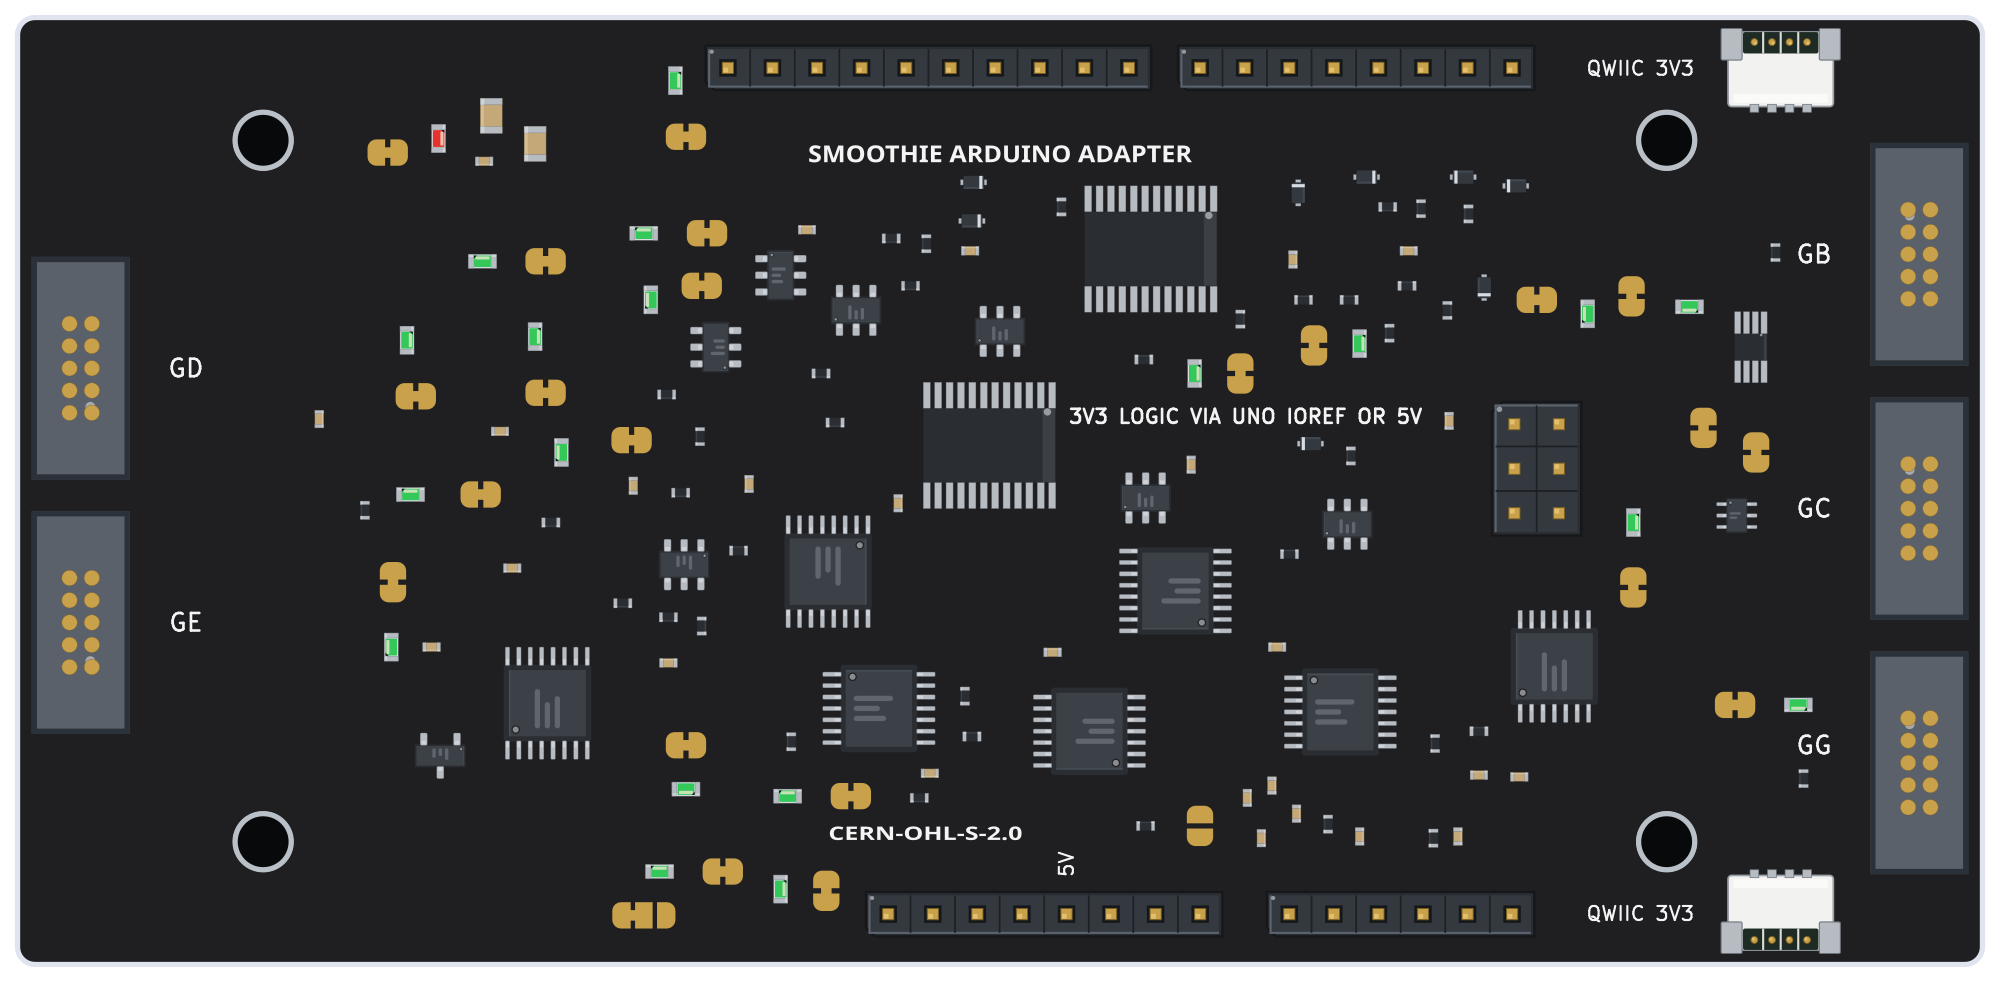 QWIIC 3V3
SMOOTHIE ARDUINO ADAPTER
GB
GD
3V3 LOGIC VIA UNO IOREF OR 5V
GC
GE
GG
CERN-OHL-S-2.0
5V
QWIIC 3V3